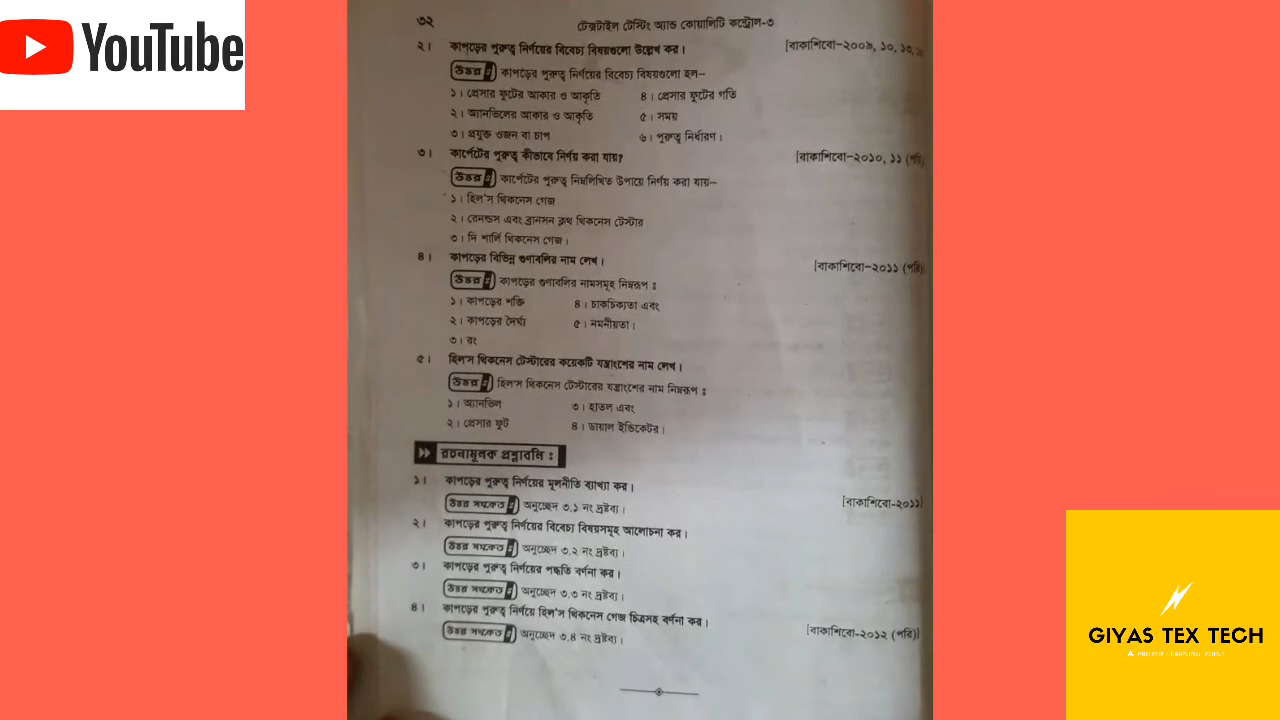 YouTube
৩২ টেক্সটাইল টেস্টিং অ্যান্ড কোয়ালিটি কন্ট্রোল-৩
২। কাপড়ের পুরুত্ব নির্ণয়ের বিবেচ্য বিষয়গুলো উল্লেখ কর। [বাকাশিবো-২০০৯, ১০, ১৩,
উত্তর কাপড়ের পুরুত্ব নির্ণয়ের বিবেচ্য বিষয়গুলো হল–
১। প্রেসার ফুটের আকার ও আকৃতি ৪। প্রেসার ফুটের গতি
২। অ্যানভিলের আকার ও আকৃতি ৫। সময়
৩। প্রযুক্ত ওজন বা চাপ ৬। পুরুত্ব নির্ধারণ।
৩। কার্পেটের পুরুত্ব কীভাবে নির্ণয় করা যায়? [বাকাশিবো-২০১০, ১১ (পরি)
উত্তর কার্পেটের পুরুত্ব নিম্নলিখিত উপায়ে নির্ণয় করা যায়–
১। হিল'স থিকনেস গেজ
২। রেনল্ডস এবং ব্রানসন ক্লথ থিকনেস টেস্টার
৩। দি শার্লি থিকনেস গেজ।
৪। কাপড়ের বিভিন্ন গুণাবলির নাম লেখ। [বাকাশিবো-২০১১ (পরি)]
উত্তর কাপড়ের গুণাবলির নামসমূহ নিম্নরূপ ঃ
১। কাপড়ের শক্তি ৪। চাকচিক্যতা এবং
২। কাপড়ের দৈর্ঘ্য ৫। নমনীয়তা।
৩। রং
৫। হিল'স থিকনেস টেস্টারের কয়েকটি যন্ত্রাংশের নাম লেখ।
উত্তর হিল'স থিকনেস টেস্টারের যন্ত্রাংশের নাম নিম্নরূপ ঃ
১। অ্যানভিল ৩। হাতল এবং
২। প্রেসার ফুট ৪। ডায়াল ইন্ডিকেটর।
রচনামূলক প্রশ্নাবলি ঃ
১। কাপড়ের পুরুত্ব নির্ণয়ের মূলনীতি ব্যাখ্যা কর। [বাকাশিবো-২০১১]
উত্তর সংকেত অনুচ্ছেদ ৩.১ নং দ্রষ্টব্য।
২। কাপড়ের পুরুত্ব নির্ণয়ের বিবেচ্য বিষয়সমূহ আলোচনা কর।
উত্তর সংকেত অনুচ্ছেদ ৩.২ নং দ্রষ্টব্য।
৩। কাপড়ের পুরুত্ব নির্ণয়ের পদ্ধতি বর্ণনা কর।
উত্তর সংকেত অনুচ্ছেদ ৩.৩ নং দ্রষ্টব্য।
৪। কাপড়ের পুরুত্ব নির্ণয়ে হিল'স থিকনেস গেজ চিত্রসহ বর্ণনা কর। [বাকাশিবো-২০১২ (পরি)]
উত্তর সংকেত অনুচ্ছেদ ৩.৪ নং দ্রষ্টব্য।
GIYAS TEX TECH
A PROPER LEARNING POINT